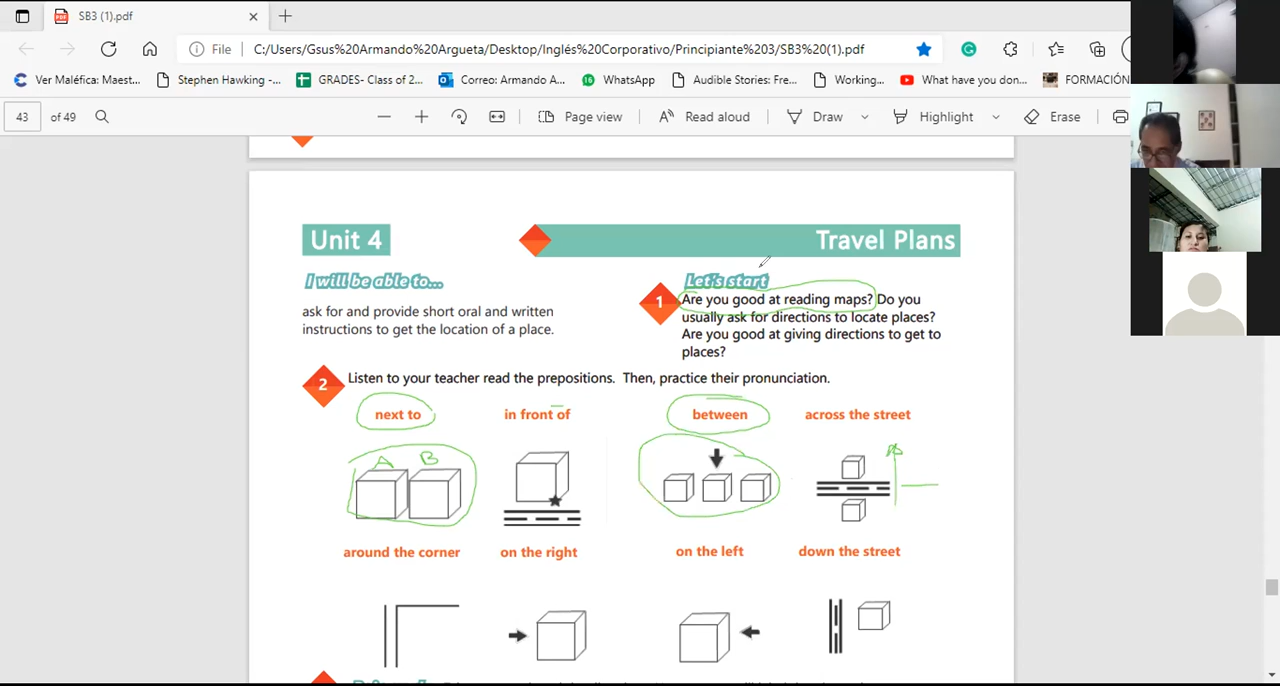 SB3 (1).pdf
File C:/Users/Gsus%20Armando%20Argueta/Desktop/Inglés%20Corporativo/Principiante%203/SB3%20(1).pdf
Ver Maléfica: Maest... Stephen Hawking -... GRADES- Class of 2... Correo: Armando A... WhatsApp Audible Stories: Fre... Working... What have you don... FORMACIÓN
43 of 49 Page view Read aloud Draw Highlight Erase
Unit 4
Travel Plans
I will be able to...
ask for and provide short oral and written
instructions to get the location of a place.
Let's start
1 Are you good at reading maps? Do you
usually ask for directions to locate places?
Are you good at giving directions to get to
places?
2 Listen to your teacher read the prepositions. Then, practice their pronunciation.
next to in front of between across the street
A B
around the corner on the right on the left down the street